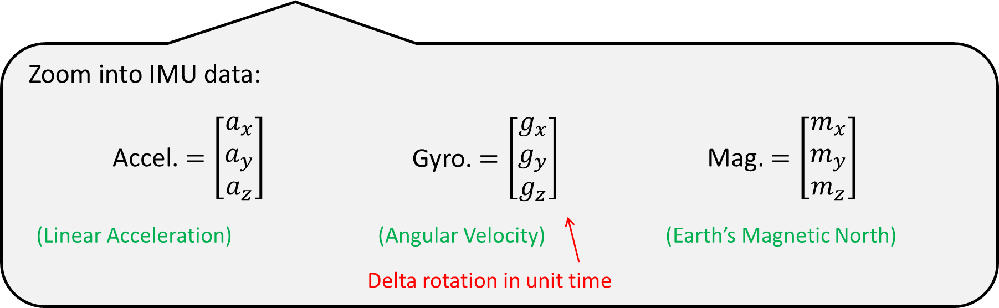 Zoom into IMU data:
Accel. = [a_x a_y a_z] Gyro. = [g_x g_y g_z] Mag. = [m_x m_y m_z]
(Linear Acceleration) (Angular Velocity) (Earth’s Magnetic North)
Delta rotation in unit time